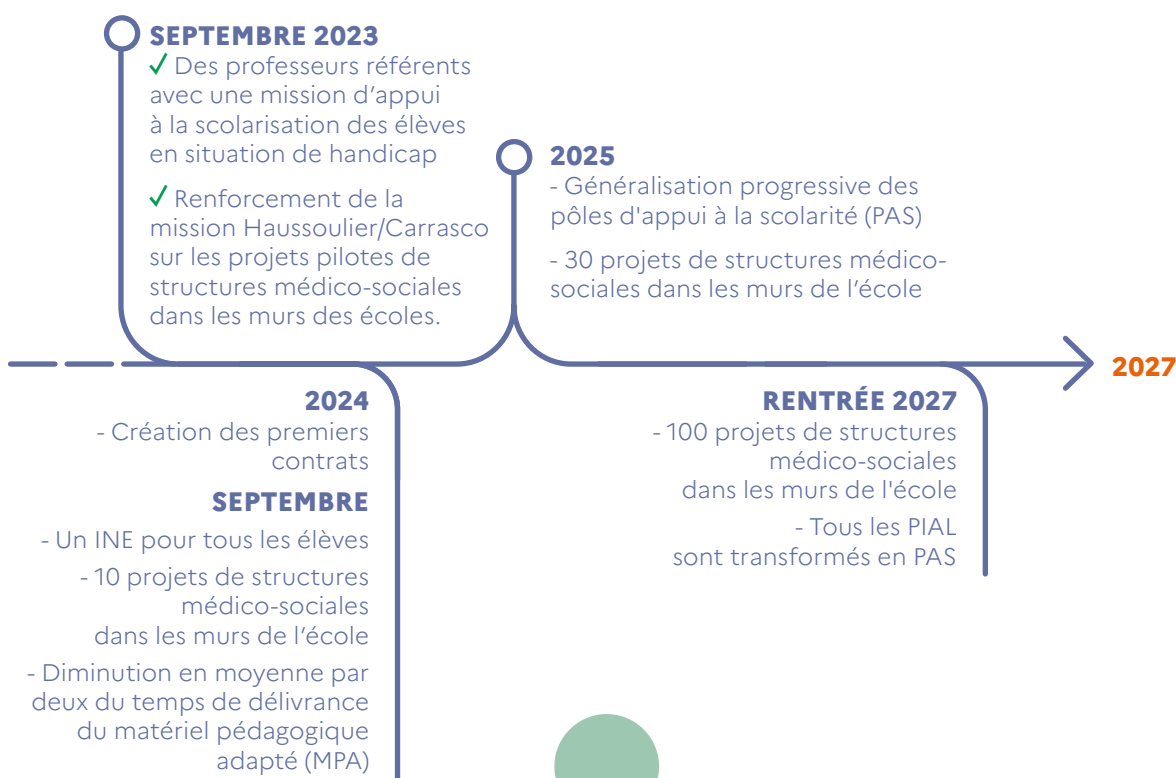 SEPTEMBRE 2023
✓ Des professeurs référents
avec une mission d’appui
à la scolarisation des élèves
en situation de handicap
✓ Renforcement de la
mission Haussoulier/Carrasco
sur les projets pilotes de
structures médico-sociales
dans les murs des écoles.
2025
- Généralisation progressive des
pôles d'appui à la scolarité (PAS)
- 30 projets de structures médico-
sociales dans les murs de l’école
2027
2024
- Création des premiers
contrats
SEPTEMBRE
- Un INE pour tous les élèves
- 10 projets de structures
médico-sociales
dans les murs de l’école
- Diminution en moyenne par
deux du temps de délivrance
du matériel pédagogique
adapté (MPA)
RENTRÉE 2027
- 100 projets de structures
médico-sociales
dans les murs de l'école
- Tous les PIAL
sont transformés en PAS